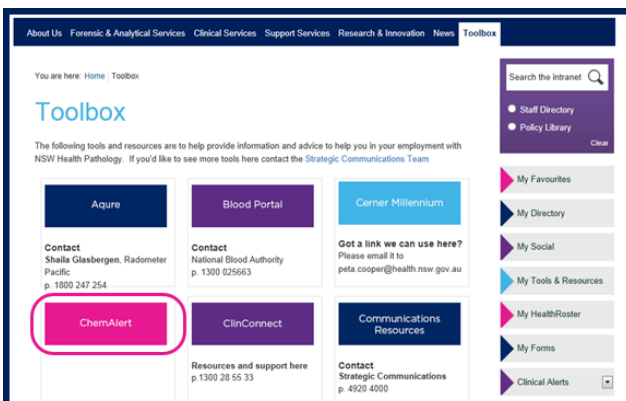 About Us Forensic & Analytical Services Clinical Services Support Services Research & Innovation News Toolbox
You are here: Home Toolbox
Toolbox
The following tools and resources are to help provide information and advice to help you in your employment with
NSW Health Pathology. If you'd like to see more tools here contact the Strategic Communications Team
Aqure
Contact
Shaila Glasbergen, Radometer
Pacific
p. 1800 247 254
Blood Portal
Contact
National Blood Authority
p. 1300 025663
Cerner Millennium
Got a link we can use here?
Please email it to
peta.cooper@health.nsw.gov.au
ChemAlert
ClinConnect
Resources and support here
p.1300 28 55 33
Communications
Resources
Contact
Strategic Communications
p. 4920 4000
Search the intranet
Staff Directory
Policy Library
Clear
My Favourites
My Directory
My Social
My Tools & Resources
My HealthRoster
My Forms
Clinical Alerts